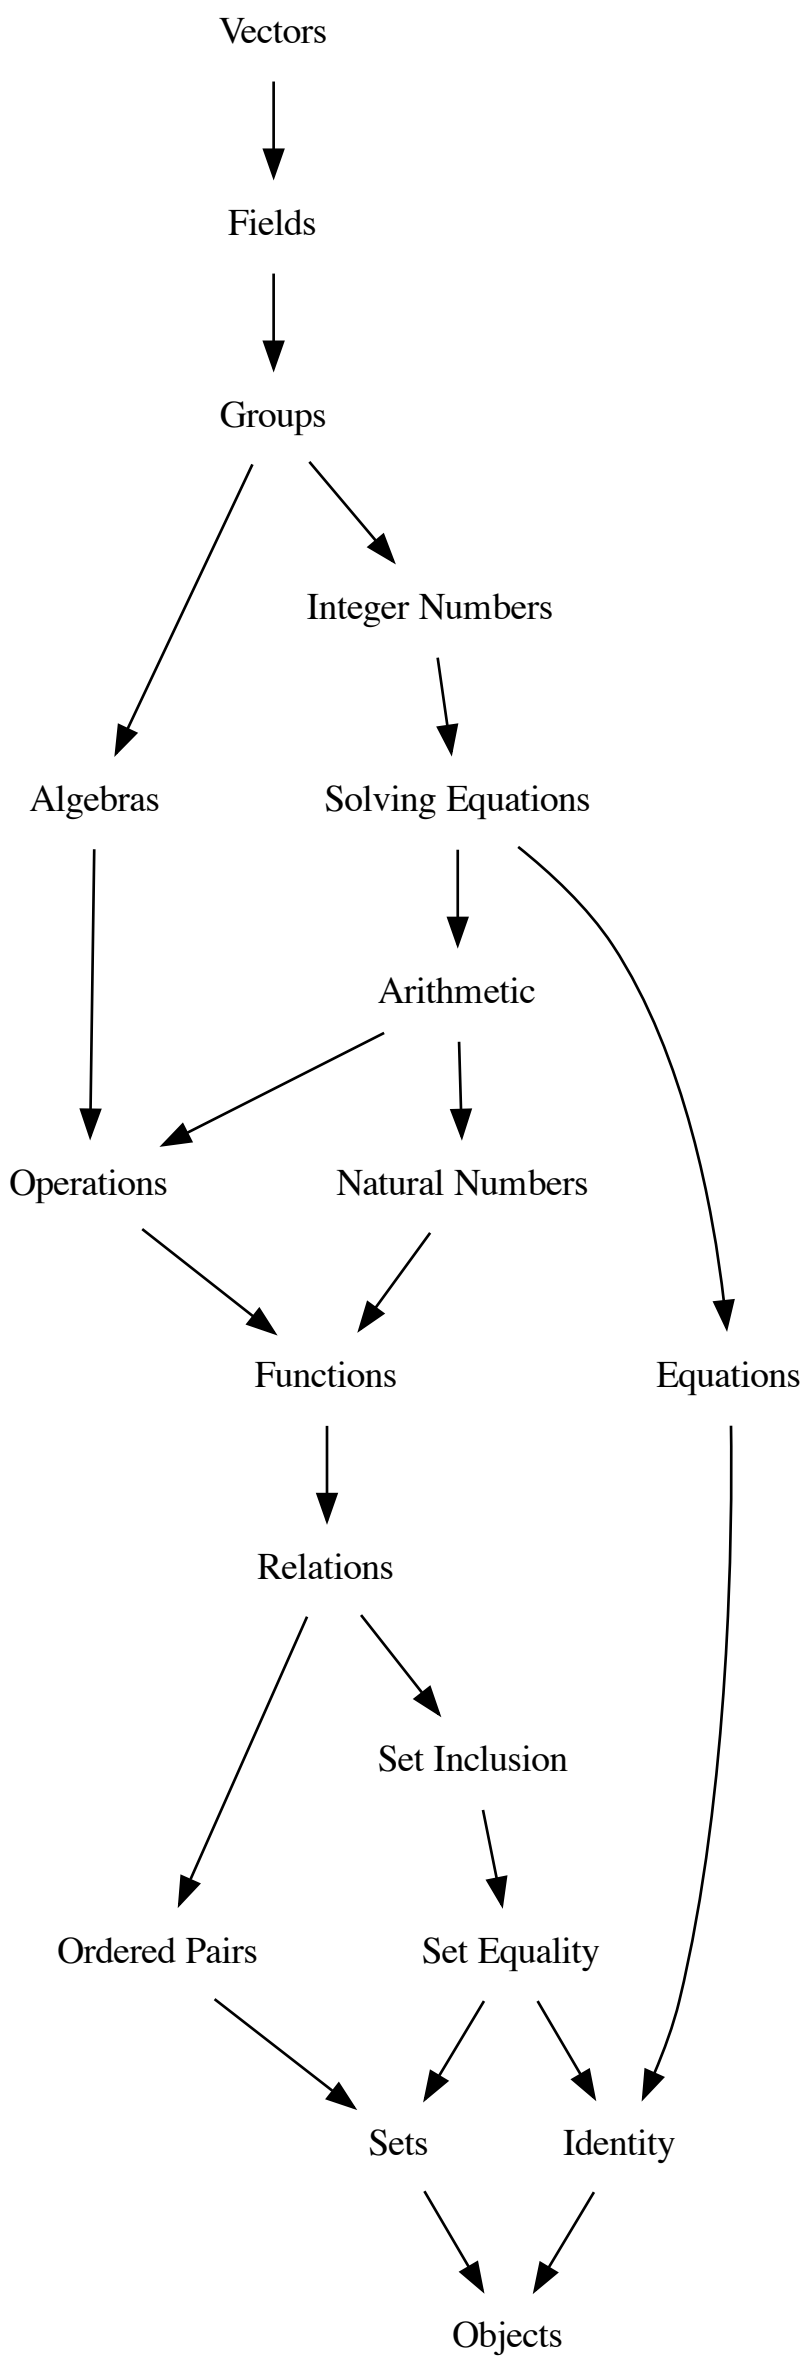 Vectors
Fields
Groups
Integer Numbers
Algebras
Solving Equations
Arithmetic
Operations
Natural Numbers
Functions
Equations
Relations
Set Inclusion
Ordered Pairs
Set Equality
Sets
Identity
Objects